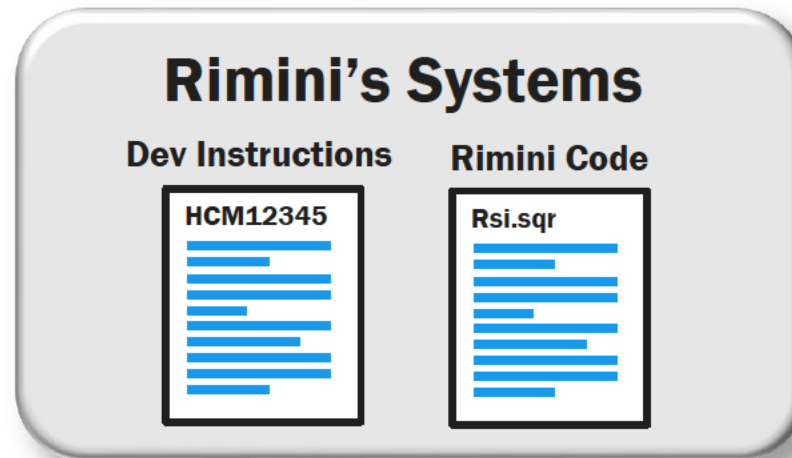 Rimini's Systems
Dev Instructions
Rimini Code
HCM12345
Rsi.sqr